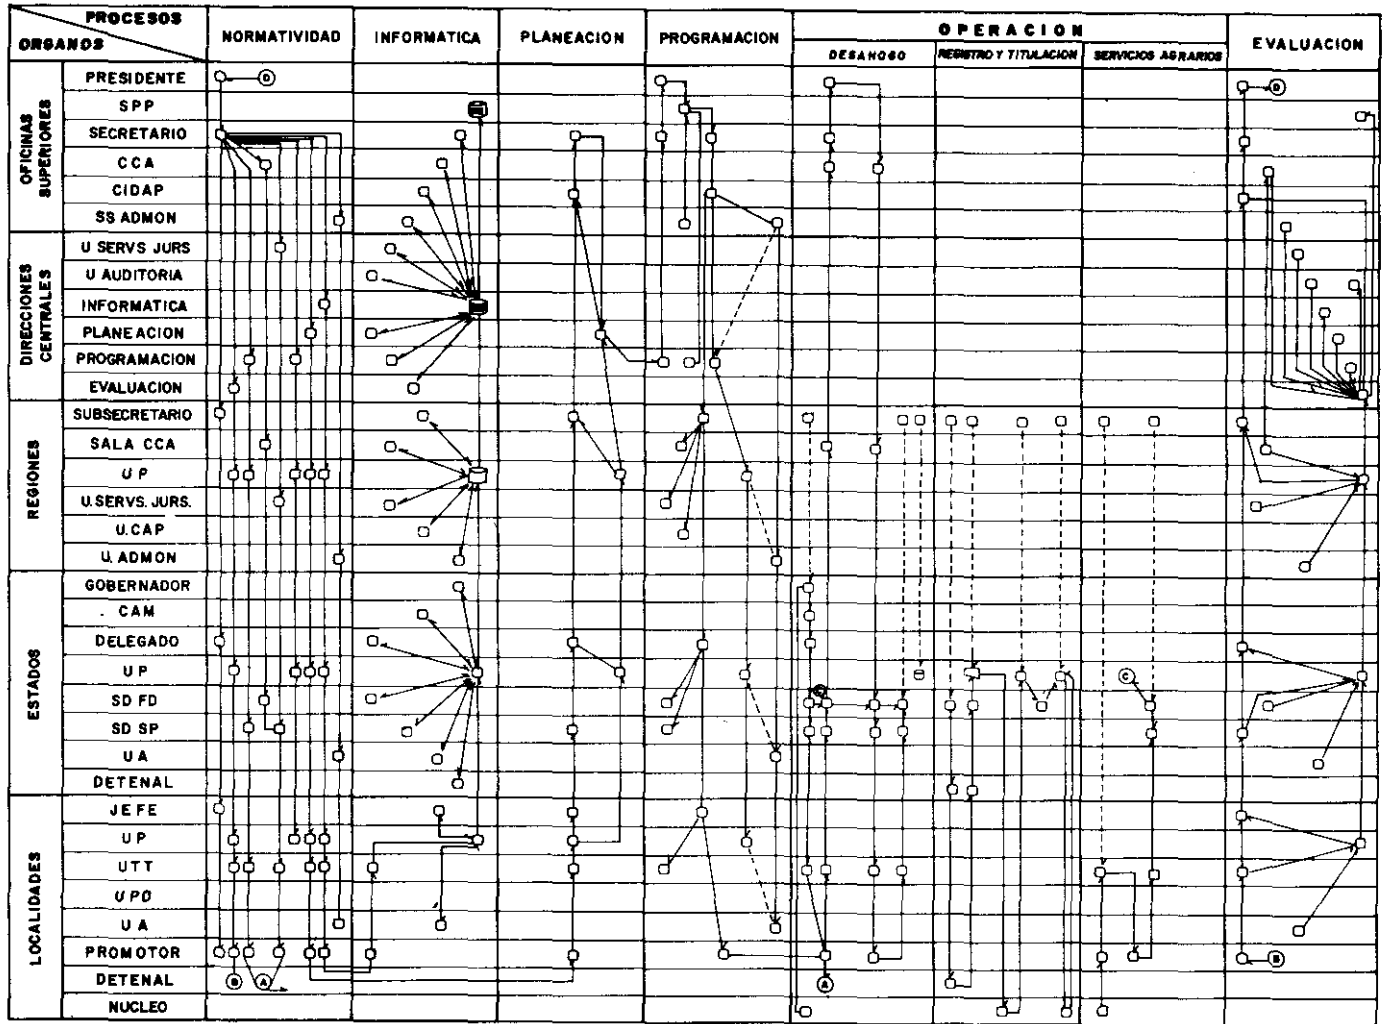 PROCESOS
ORGANOS
NORMATIVIDAD
INFORMATICA
PLANEACION
PROGRAMACION
OPERACION
DESAHOGO
REGISTRO Y TITULACION
SERVICIOS AGRARIOS
EVALUACION
OFICINAS SUPERIORES
PRESIDENTE
D
D
SPP
SECRETARIO
CCA
CIDAP
SS ADMON
DIRECCIONES CENTRALES
U SERVS JURS
U AUDITORIA
INFORMATICA
PLANEACION
PROGRAMACION
EVALUACION
REGIONES
SUBSECRETARIO
SALA CCA
U P
U. SERVS. JURS.
U. CAP
U. ADMON
ESTADOS
GOBERNADOR
CAM
DELEGADO
U P
C
SD FD
SD SP
U A
DETENAL
LOCALIDADES
JEFE
U P
UTT
UPD
U A
PROMOTOR
B
DETENAL
B
A
A
NUCLEO